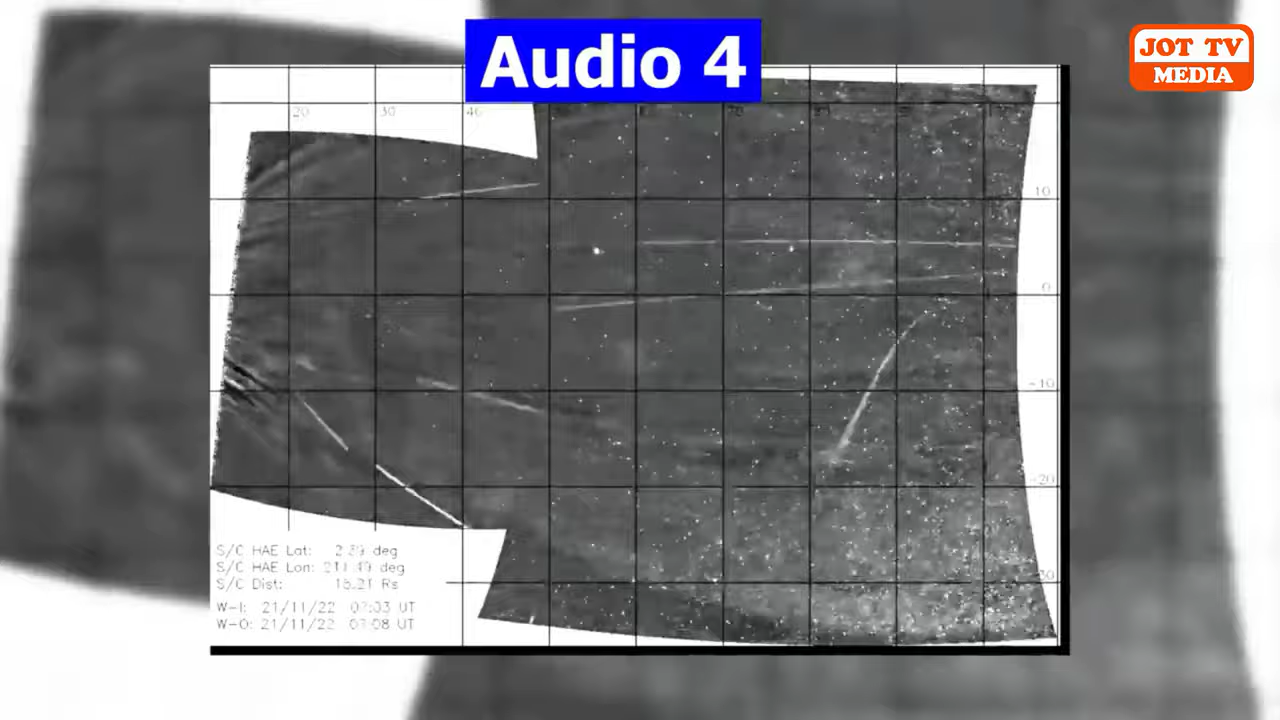 Audio 4
JOT TV
MEDIA
20 30 40
10
0
-10
-20
S/C HAE Lat: deg
S/C HAE Lon: deg
S/C Dist: Rs
W-I: 21/11/22 UT
W-O: 21/11/22 UT